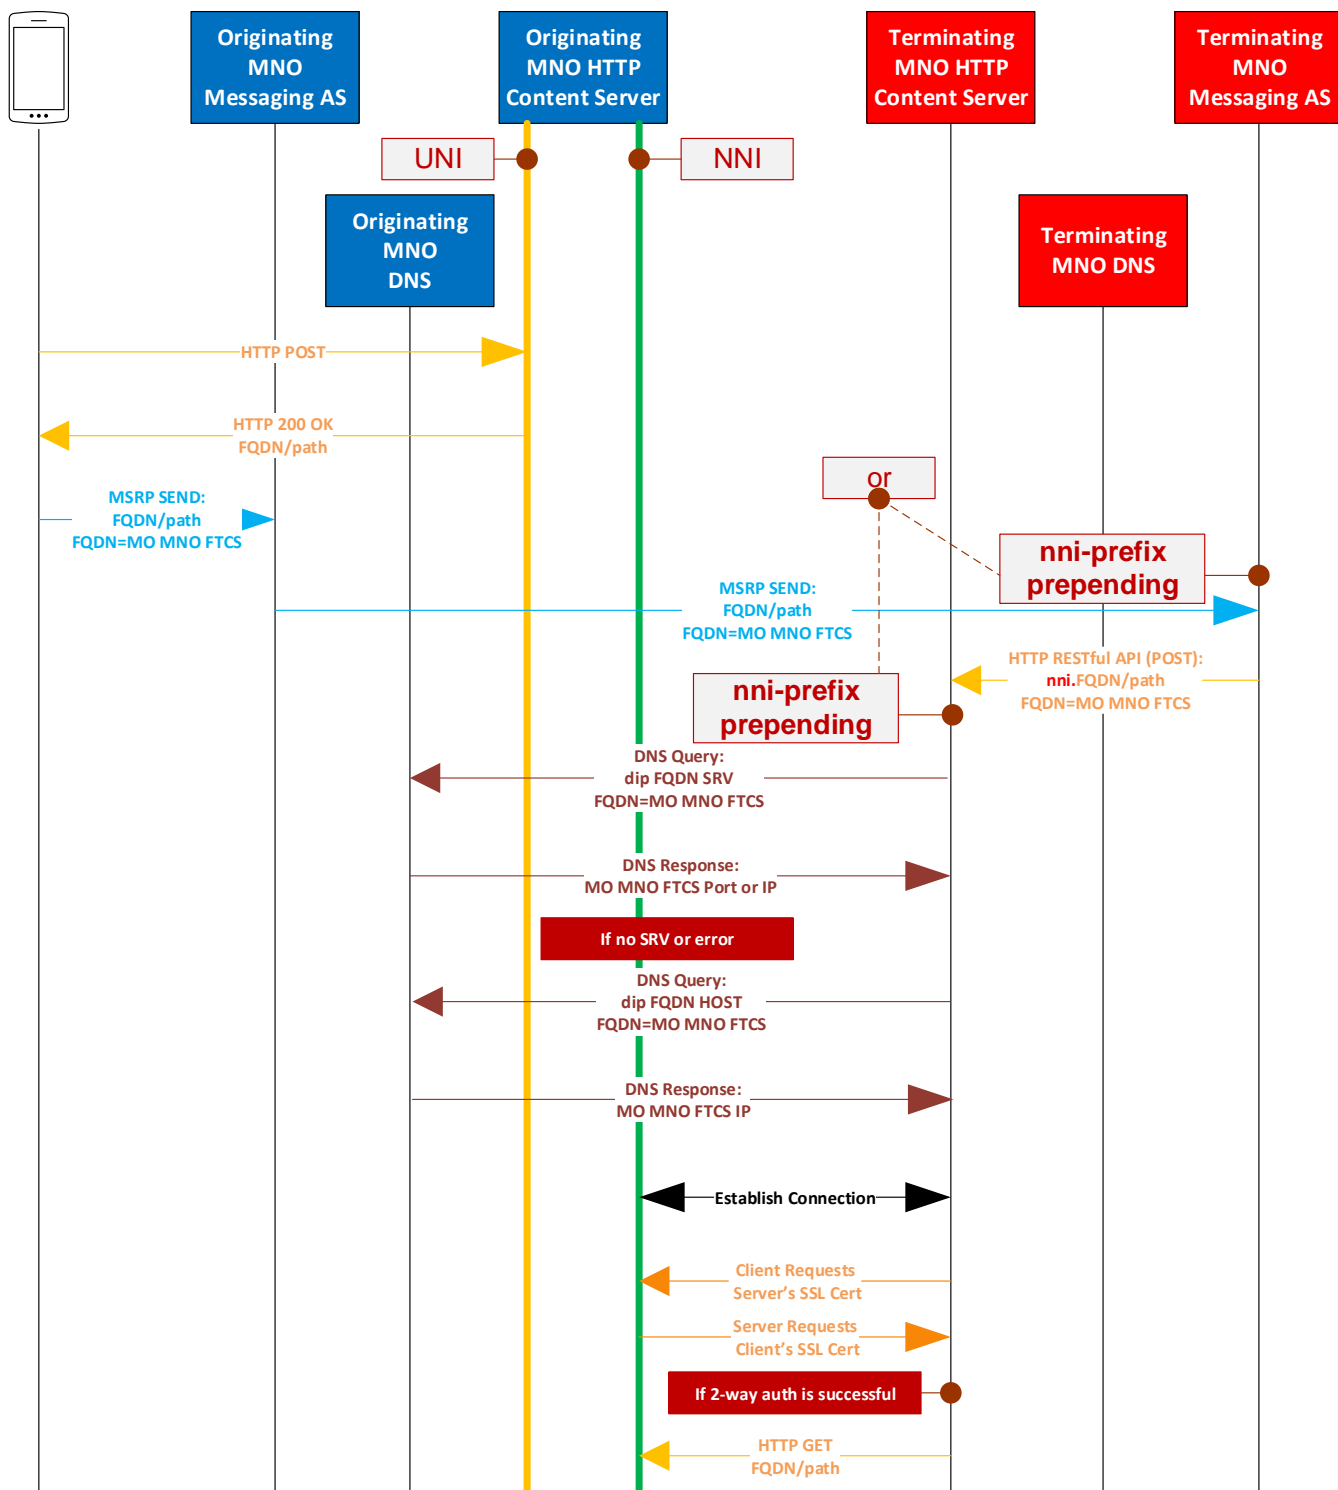 Originating
MNO
Messaging AS
Originating
MNO HTTP
Content Server
Terminating
MNO HTTP
Content Server
Terminating
MNO
Messaging AS
UNI
NNI
Originating
MNO
DNS
Terminating
MNO DNS
HTTP POST
HTTP 200 OK
FQDN/path
or
MSRP SEND:
FQDN/path
FQDN=MO MNO FTCS
nni-prefix
prepending
MSRP SEND:
FQDN/path
FQDN=MO MNO FTCS
HTTP RESTful API (POST):
nni.FQDN/path
FQDN=MO MNO FTCS
nni-prefix
prepending
DNS Query:
dip FQDN SRV
FQDN=MO MNO FTCS
DNS Response:
MO MNO FTCS Port or IP
If no SRV or error
DNS Query:
dip FQDN HOST
FQDN=MO MNO FTCS
DNS Response:
MO MNO FTCS IP
Establish Connection
Client Requests
Server's SSL Cert
Server Requests
Client's SSL Cert
If 2-way auth is successful
HTTP GET
FQDN/path